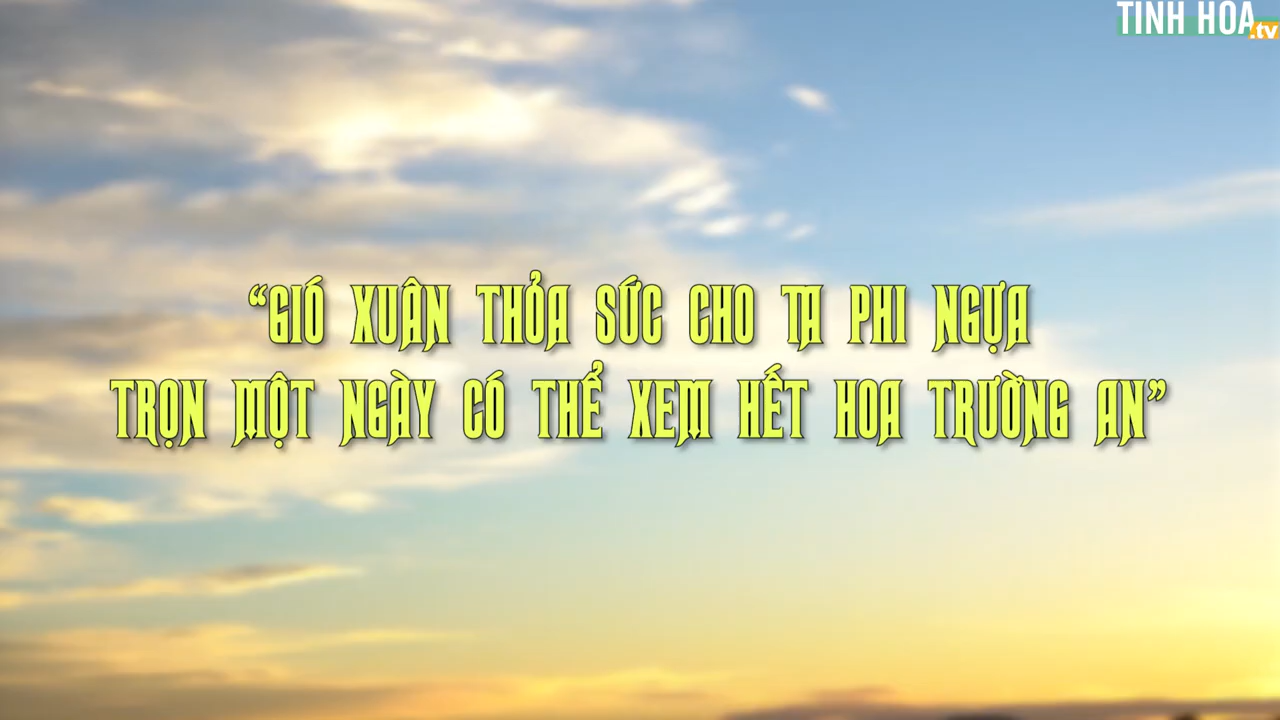 TINH HOA
.tv
“GIÓ XUÂN THỎA SỨC CHO TA PHI NGỰA
TRỌN MỘT NGÀY CÓ THỂ XEM HẾT HOA TRƯỜNG AN”